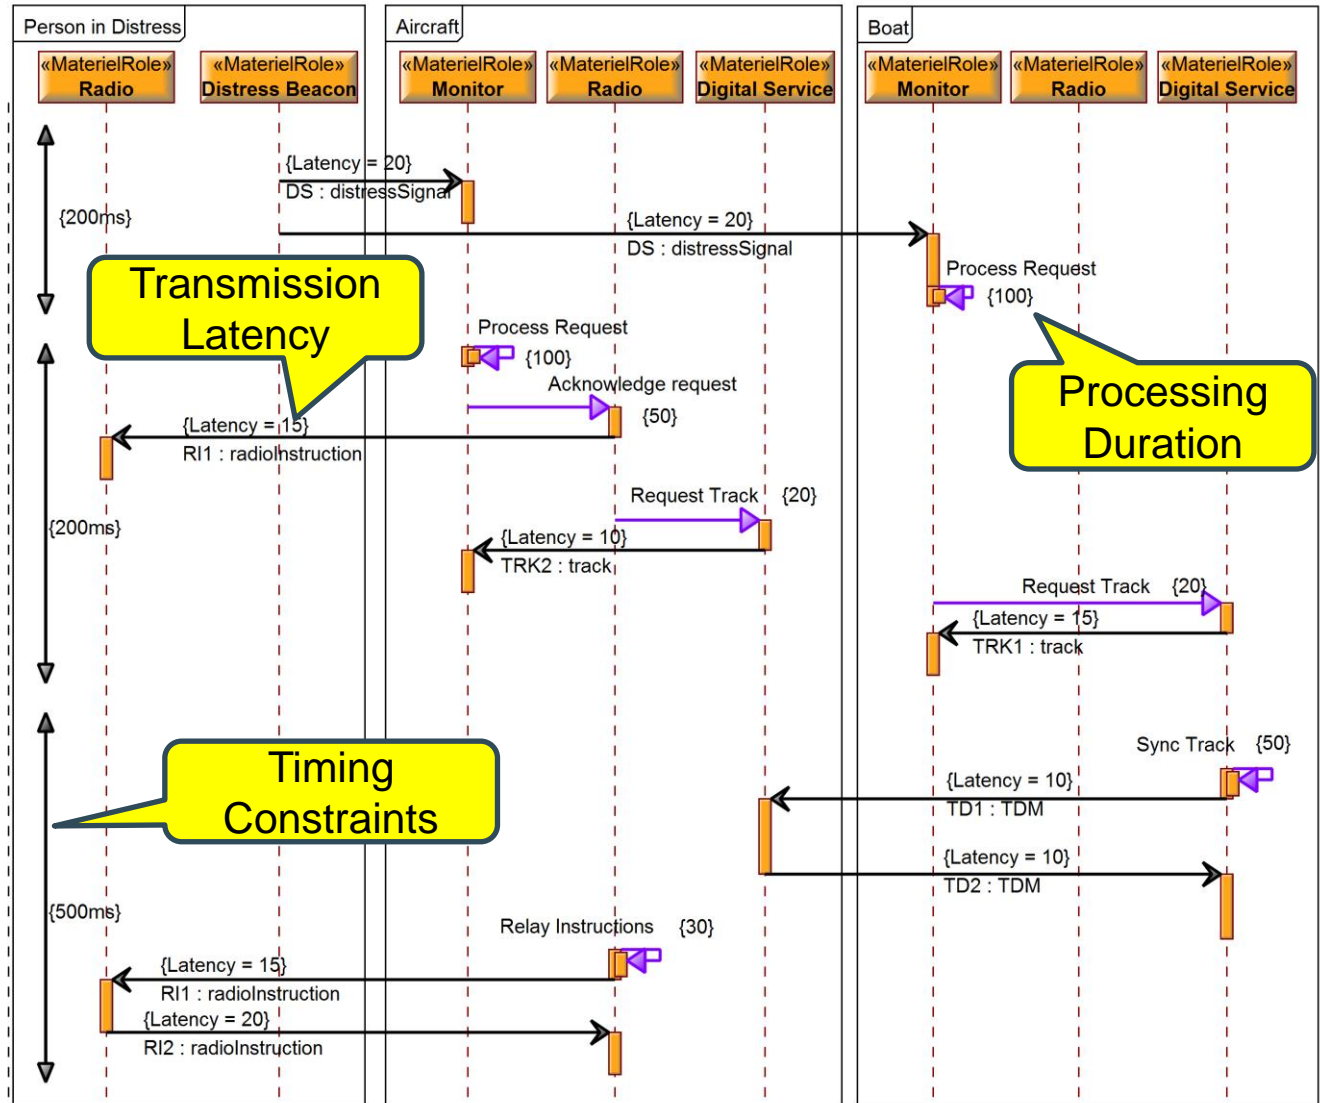 Person in Distress
Aircraft
Boat
«MaterielRole»
Radio
«MaterielRole»
Distress Beacon
«MaterielRole»
Monitor
«MaterielRole»
Radio
«MaterielRole»
Digital Service
«MaterielRole»
Monitor
«MaterielRole»
Radio
«MaterielRole»
Digital Service
{Latency = 20}
DS : distressSignal
{200ms}
{Latency = 20}
DS : distressSignal
Transmission
Latency
Process Request
{100}
Process Request
{100}
Processing
Duration
Acknowledge request
{50}
{Latency = 15}
RI1 : radioInstruction
Request Track {20}
{200ms}
{Latency = 10}
TRK2 : track
Request Track {20}
{Latency = 15}
TRK1 : track
Sync Track {50}
Timing
Constraints
{Latency = 10}
TD1 : TDM
{Latency = 10}
TD2 : TDM
{500ms}
Relay Instructions {30}
{Latency = 15}
RI1 : radioInstruction
{Latency = 20}
RI2 : radioInstruction